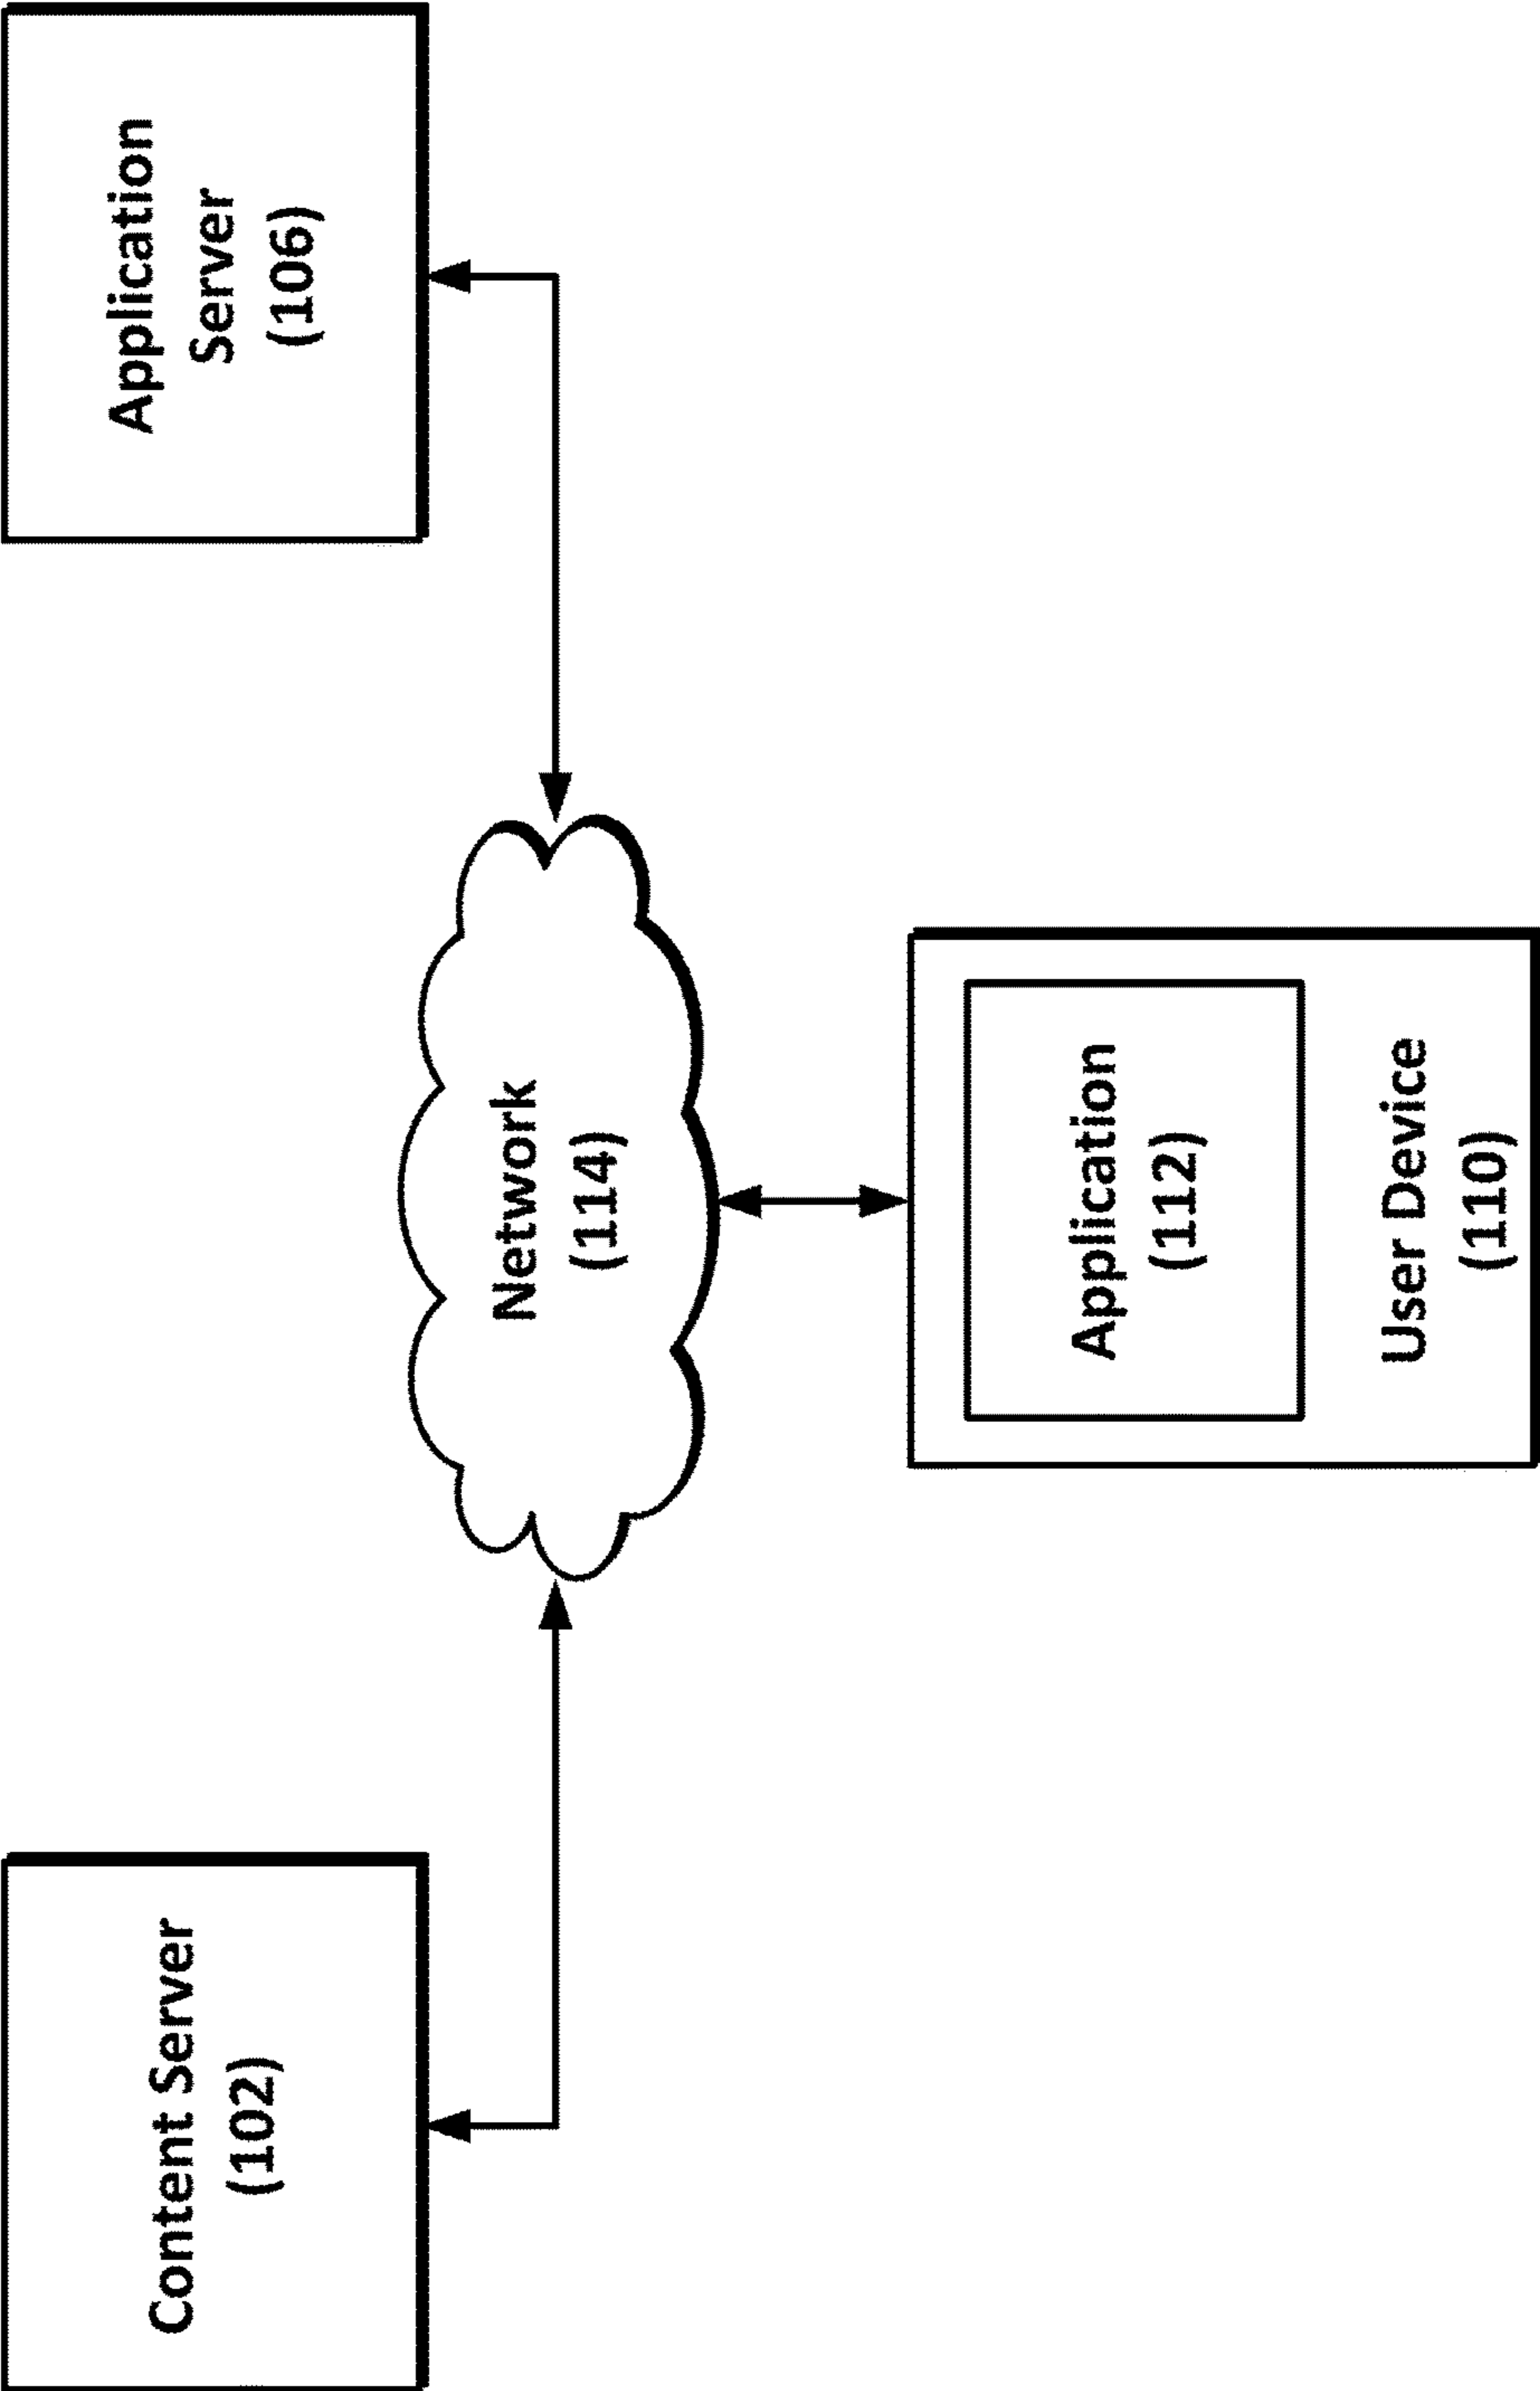 Content Server
(102)
Application
Server
(106)
Network
(114)
Application
(112)
User Device
(110)